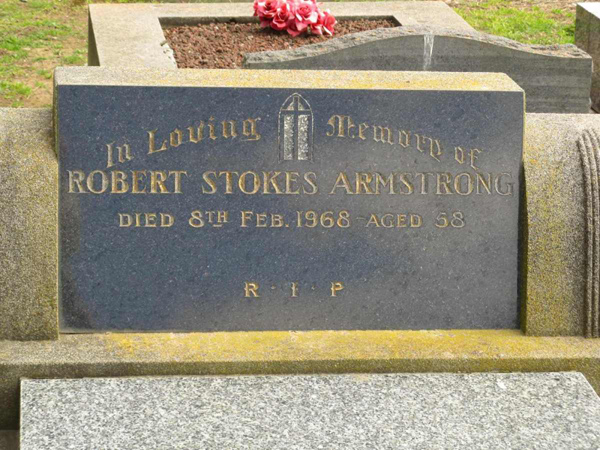 In Loving Memory of
ROBERT STOKES ARMSTRONG
DIED 8TH FEB. 1968 - AGED 58
R · I · P